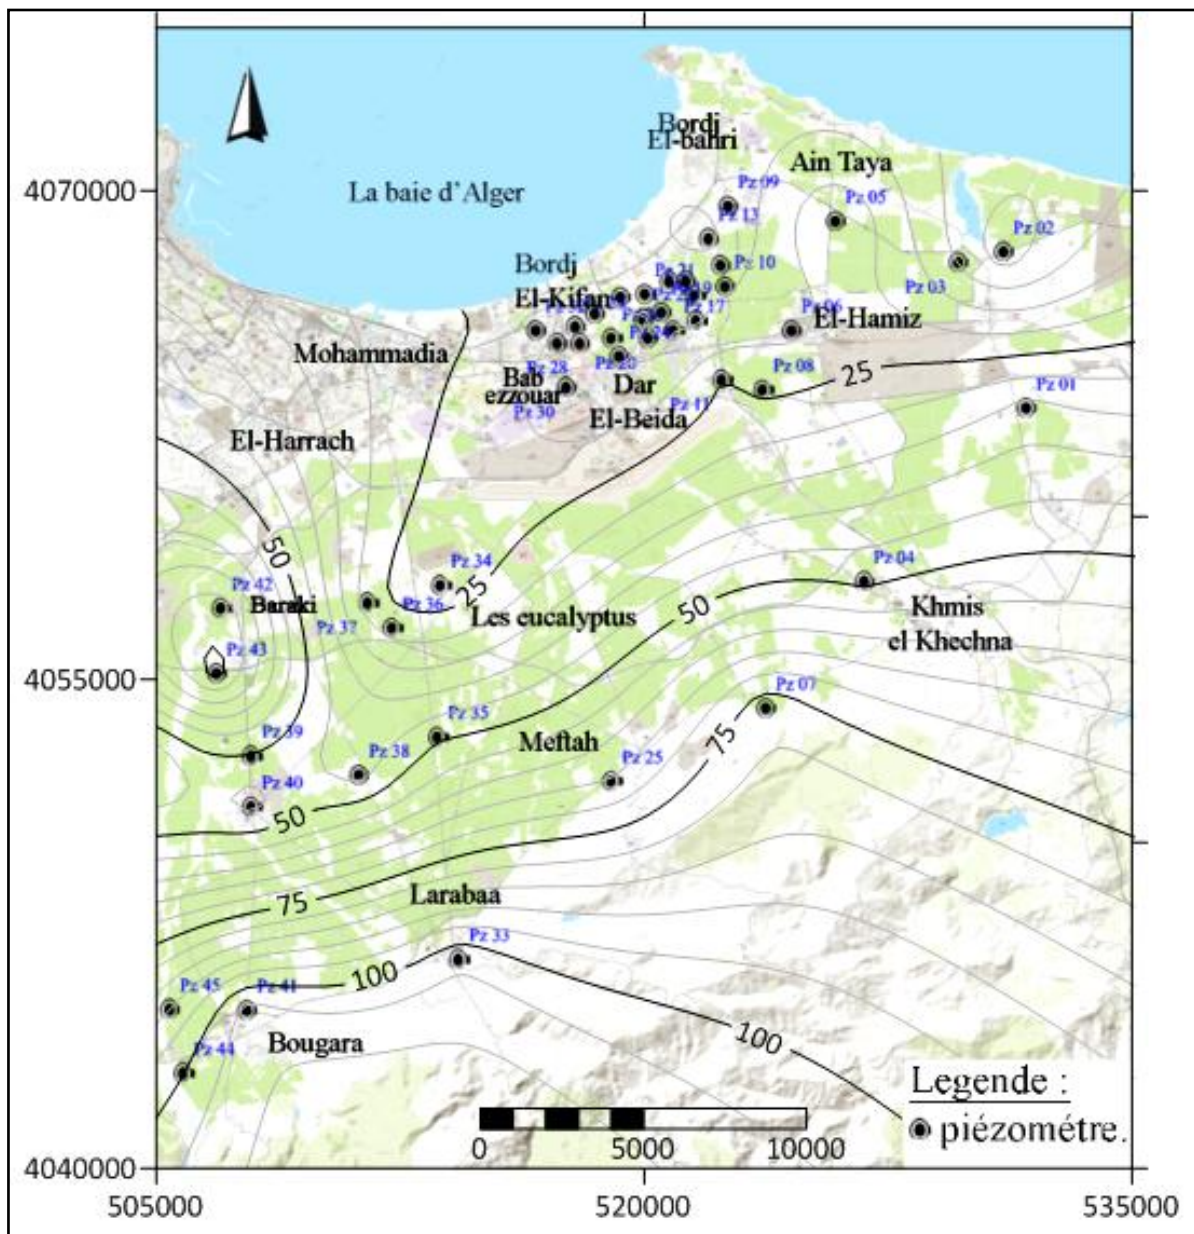 Bordj
El-bahri
Ain Taya
4070000
La baie d'Alger
Pz 09
Pz 05
Pz 13
Pz 02
Bordj
El-Kifan
Pz 21
Pz 10
Pz 03
Pz 17
Pz 06
El-Hamiz
Mohammadia
Pz 28
Pz 20
Bab
ezzouar
Dar
El-Beida
Pz 08
25
Pz 01
Pz 30
Pz 11
El-Harrach
50
Pz 34
Pz 04
Pz 42
Baraki
Pz 36
25
Les eucalyptus
50
Khmis
el Khechna
Pz 37
Pz 43
4055000
Pz 07
Pz 39
Pz 35
Meftah
75
Pz 38
Pz 25
Pz 40
50
75
Larabaa
Pz 33
100
Pz 45
Pz 41
Bougara
100
Pz 44
Legende :
piézométre.
0
5000
10000
4040000
505000
520000
535000